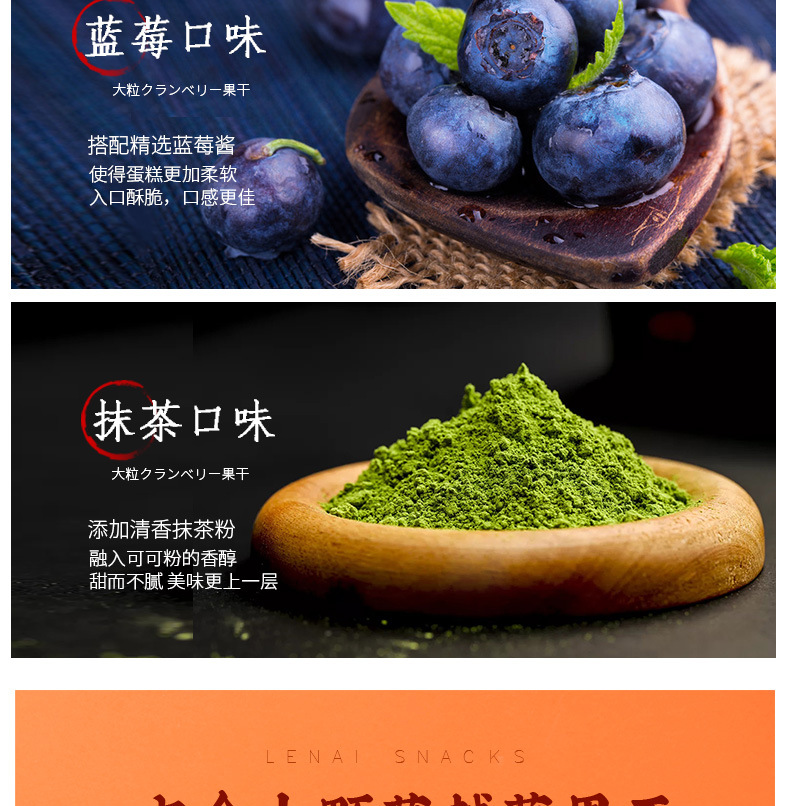 蓝莓口味
大粒クランベリー果干
搭配精选蓝莓酱
使得蛋糕更加柔软
入口酥脆，口感更佳
抹茶口味
大粒クランベリー果干
添加清香抹茶粉
融入可可粉的香醇
甜而不腻 美味更上一层
LENAI SNACKS